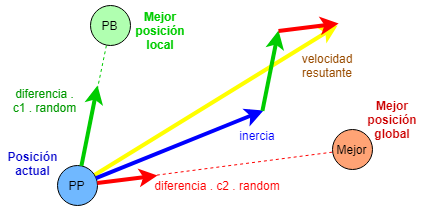 PB
Mejor
posición
local
diferencia .
c1 . random
velocidad
resutante
inercia
Mejor
posición
global
Mejor
Posición
actual
PP
diferencia . c2 . random